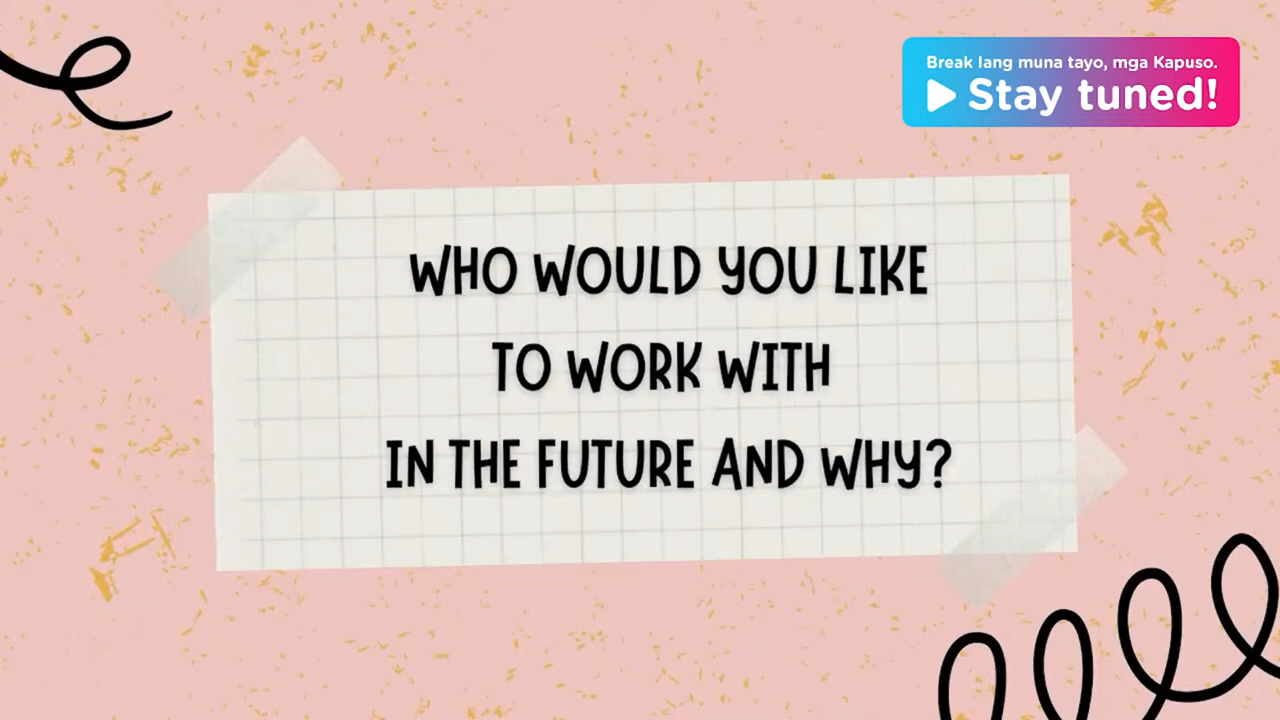 Break lang muna tayo, mga Kapuso.
Stay tuned!
WHO WOULD YOU LIKE
TO WORK WITH
IN THE FUTURE AND WHY?